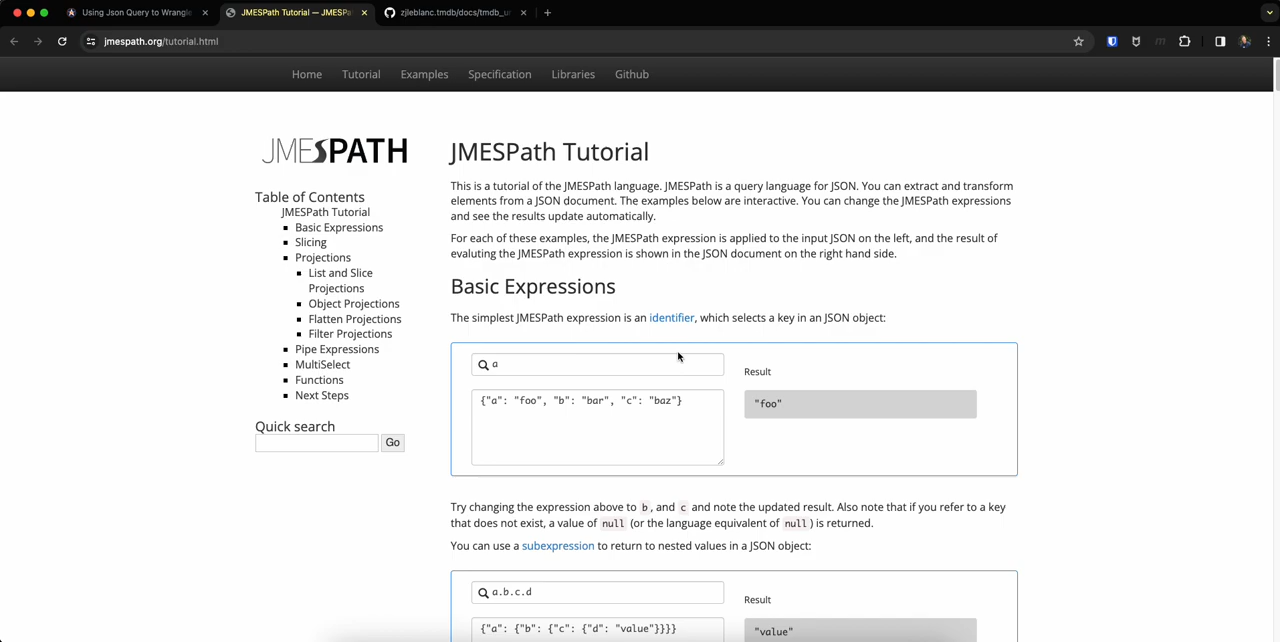 Using Json Query to Wrangle
JMESPath Tutorial — JMESPa
zjleblanc.tmdb/docs/tmdb_ur
jmespath.org/tutorial.html
Home Tutorial Examples Specification Libraries Github
JMESPATH
Table of Contents
JMESPath Tutorial
Basic Expressions
Slicing
Projections
List and Slice
Projections
Object Projections
Flatten Projections
Filter Projections
Pipe Expressions
MultiSelect
Functions
Next Steps
Quick search
Go
JMESPath Tutorial
This is a tutorial of the JMESPath language. JMESPath is a query language for JSON. You can extract and transform
elements from a JSON document. The examples below are interactive. You can change the JMESPath expressions
and see the results update automatically.
For each of these examples, the JMESPath expression is applied to the input JSON on the left, and the result of
evaluting the JMESPath expression is shown in the JSON document on the right hand side.
Basic Expressions
The simplest JMESPath expression is an identifier, which selects a key in an JSON object:
a
Result
{"a": "foo", "b": "bar", "c": "baz"}
"foo"
Try changing the expression above to b, and c and note the updated result. Also note that if you refer to a key
that does not exist, a value of null (or the language equivalent of null) is returned.
You can use a subexpression to return to nested values in a JSON object:
a.b.c.d
Result
{"a": {"b": {"c": {"d": "value"}}}}
"value"